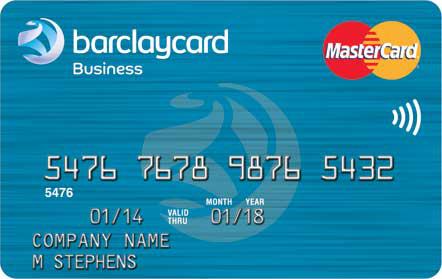 barclaycard
Business
MasterCard
5476 7678 9876 5432
5476
MONTH YEAR
01/14 VALID THRU 01/18
COMPANY NAME
M STEPHENS